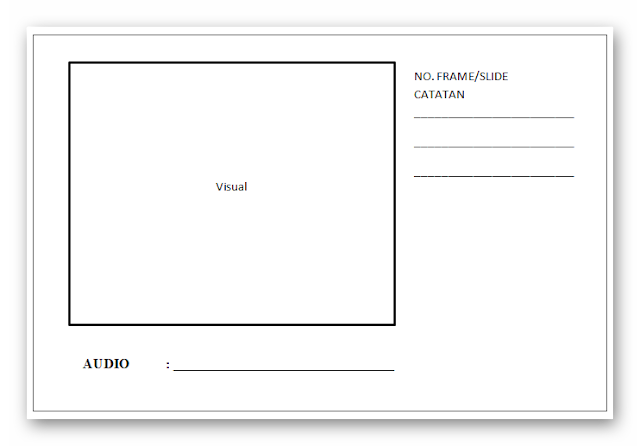 NO. FRAME/SLIDE
CATATAN
Visual
AUDIO :